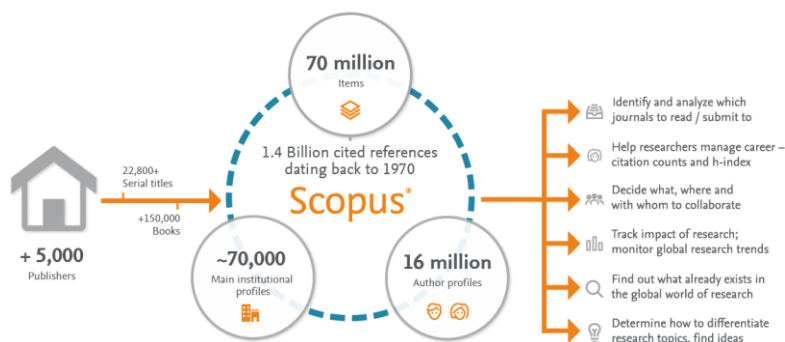 70 million
Items
1.4 Billion cited references
dating back to 1970
Scopus®
22,800+
Serial titles
+150,000
Books
+ 5,000
Publishers
~70,000
Main institutional
profiles
16 million
Author profiles
Identify and analyze which
journals to read / submit to
Help researchers manage career –
citation counts and h-index
Decide what, where and
with whom to collaborate
Track impact of research;
monitor global research trends
Find out what already exists in
the global world of research
Determine how to differentiate
research topics, find ideas